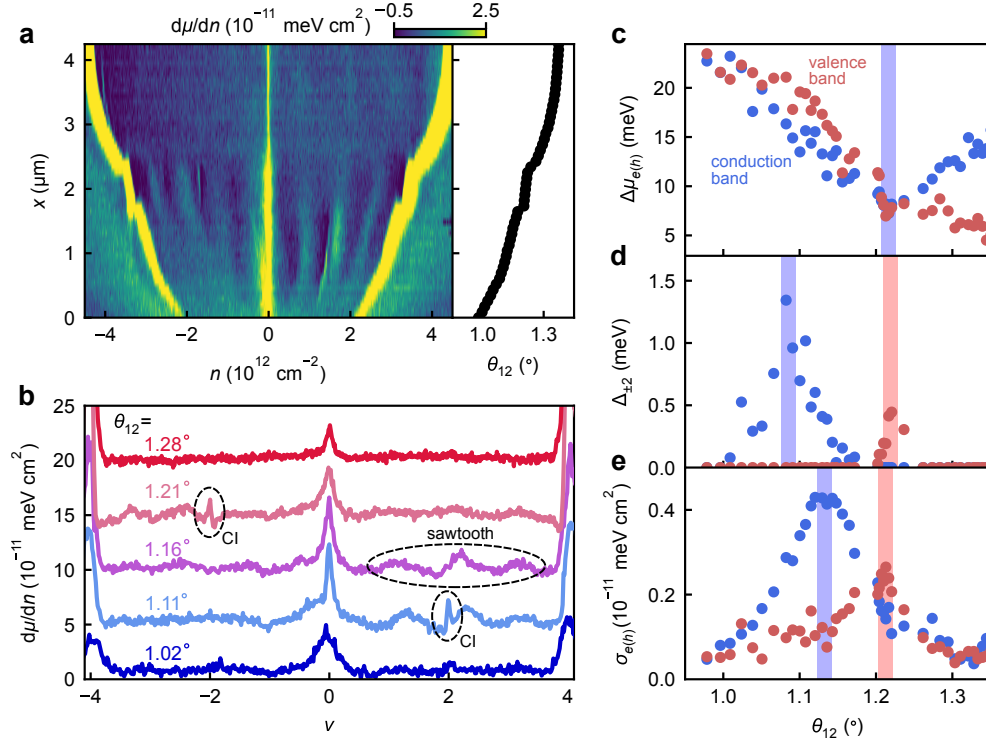 dμ/dn (10⁻¹¹ meV cm²)
−0.5
2.5
a
4
3
2
1
0
x (μm)
−4
−2
0
2
4
n (10¹² cm⁻²)
1.0
1.3
θ₁₂ (°)
b
25
20
15
10
5
0
dμ/dn (10⁻¹¹ meV cm²)
θ₁₂=
1.28°
1.21°
CI
1.16°
sawtooth
1.11°
CI
1.02°
−4
−2
0
2
4
ν
c
20
15
10
5
Δμₑ₍ₕ₎ (meV)
valence
band
conduction
band
d
1.5
1.0
0.5
0.0
Δ±₂ (meV)
e
0.4
0.2
0.0
σₑ₍ₕ₎(10⁻¹¹ meV cm²)
1.0
1.1
1.2
1.3
θ₁₂ (°)